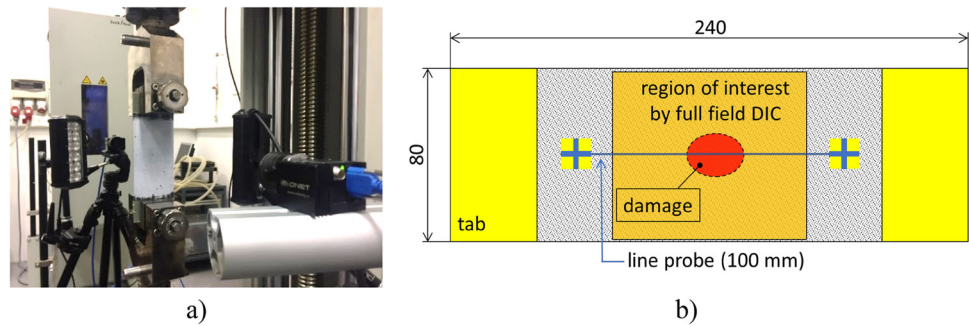 240
80
region of interest
by full field DIC
damage
tab
line probe (100 mm)
a)
b)